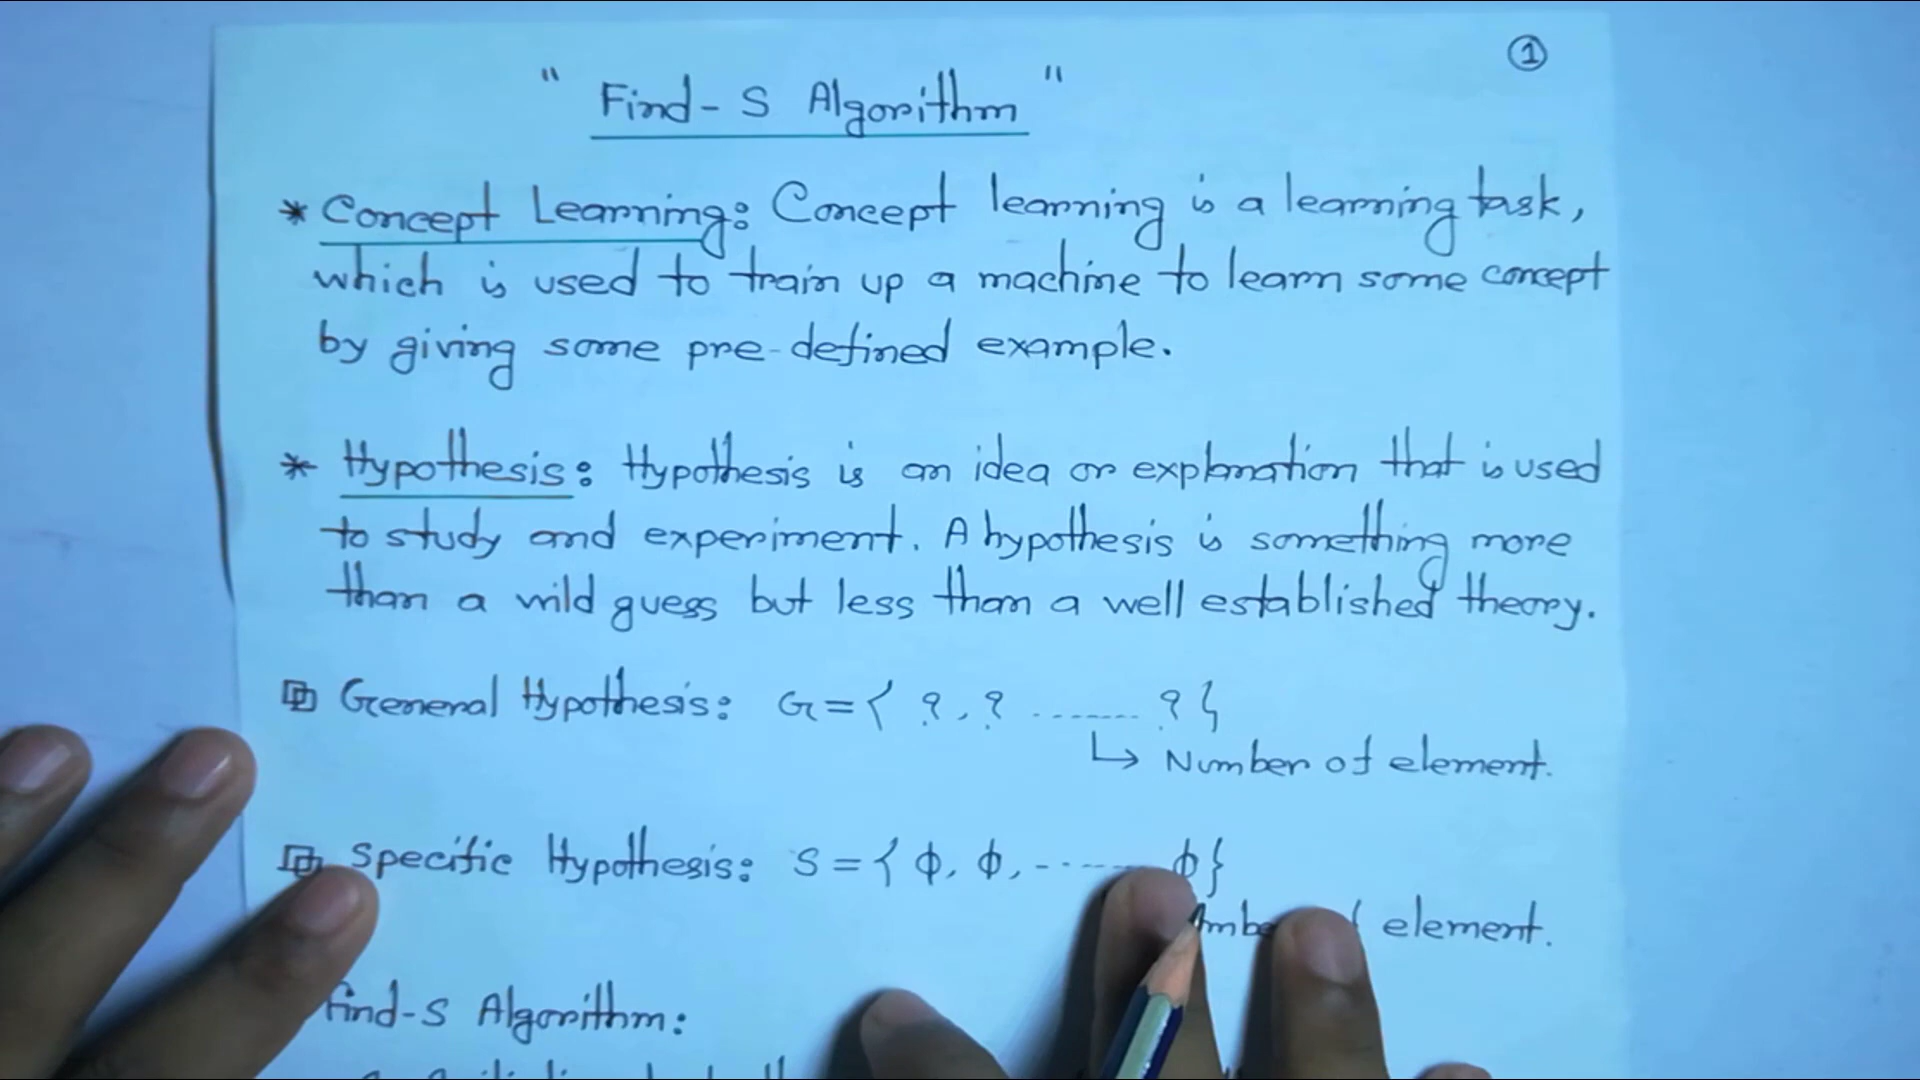 ①
" Find-S Algorithm "
* Concept Learning: Concept learning is a learning task,
which is used to train up a machine to learn some concept
by giving some pre-defined example.
* Hypothesis: Hypothesis is an idea or explanation that is used
to study and experiment. A hypothesis is something more
than a wild guess but less than a well established theory.
General Hypothesis: G = { ?, ? ....... ? }
↳ Number of element.
Specific Hypothesis: S = { ϕ, ϕ, ------ ϕ }
element.
Find-S Algorithm: